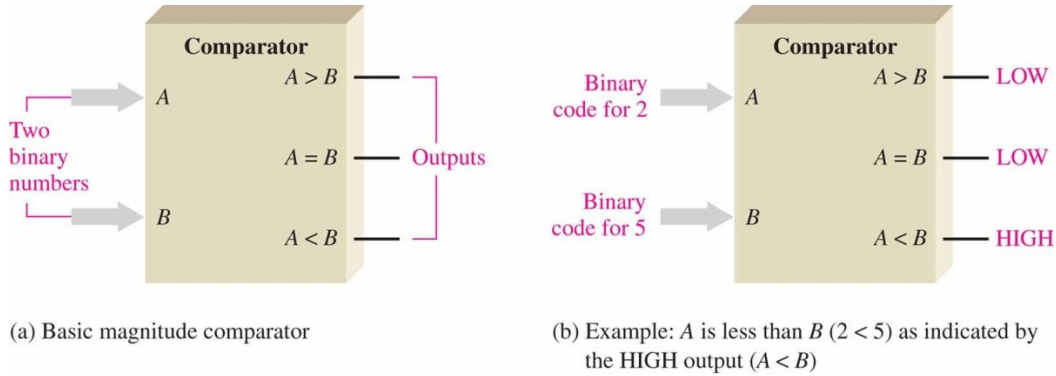 Comparator
A > B
A
Two
binary
numbers
A = B
Outputs
B
A < B
(a) Basic magnitude comparator
Comparator
A > B
LOW
Binary
code for 2
A
A = B
LOW
Binary
code for 5
B
A < B
HIGH
(b) Example: A is less than B (2 < 5) as indicated by
the HIGH output (A < B)